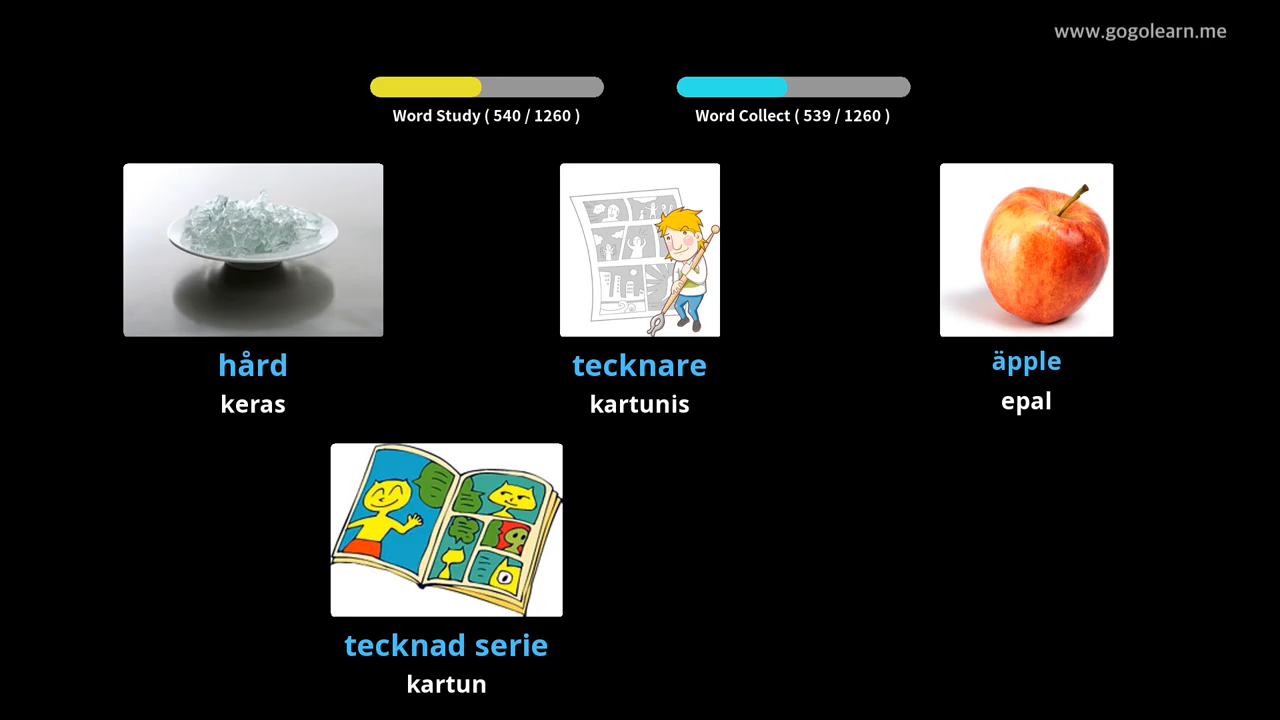 www.gogolearn.me
Word Study ( 540 / 1260 )
Word Collect ( 539 / 1260 )
hård
keras
tecknare
kartunis
äpple
epal
tecknad serie
kartun